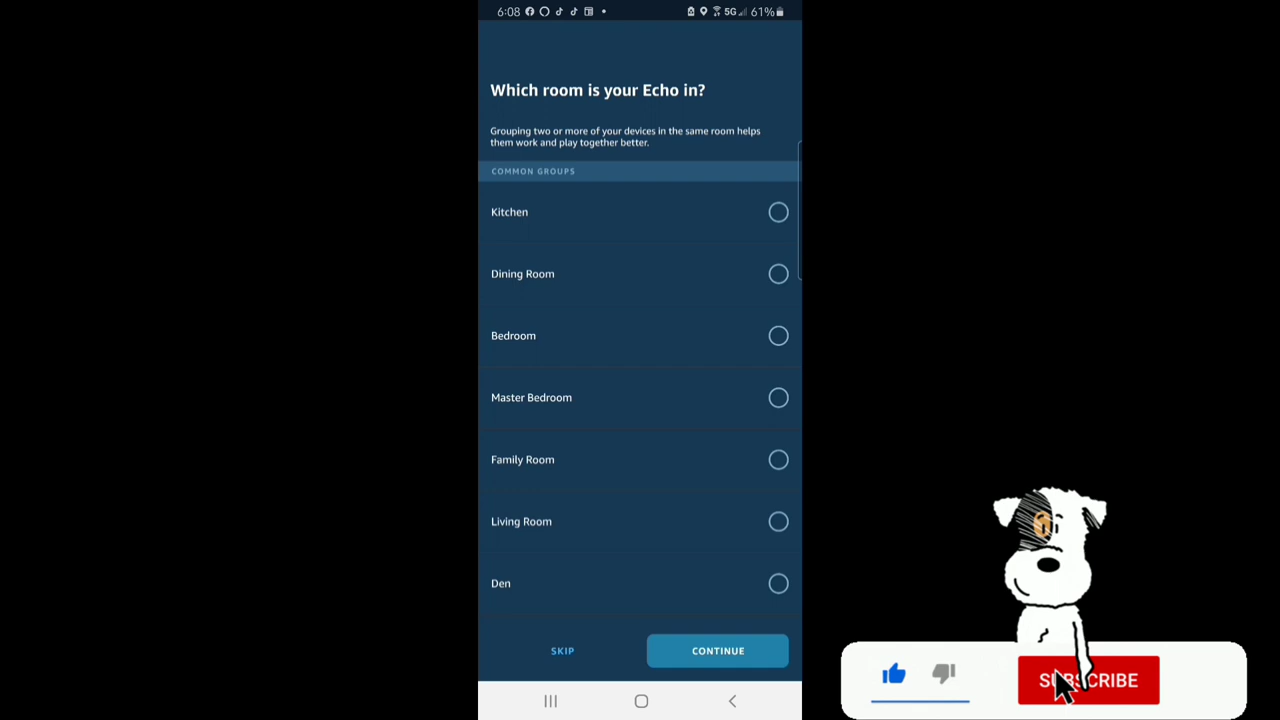 6:08
5G 61%
Which room is your Echo in?
Grouping two or more of your devices in the same room helps
them work and play together better.
COMMON GROUPS
Kitchen
Dining Room
Bedroom
Master Bedroom
Family Room
Living Room
Den
SKIP
CONTINUE
SUBSCRIBE